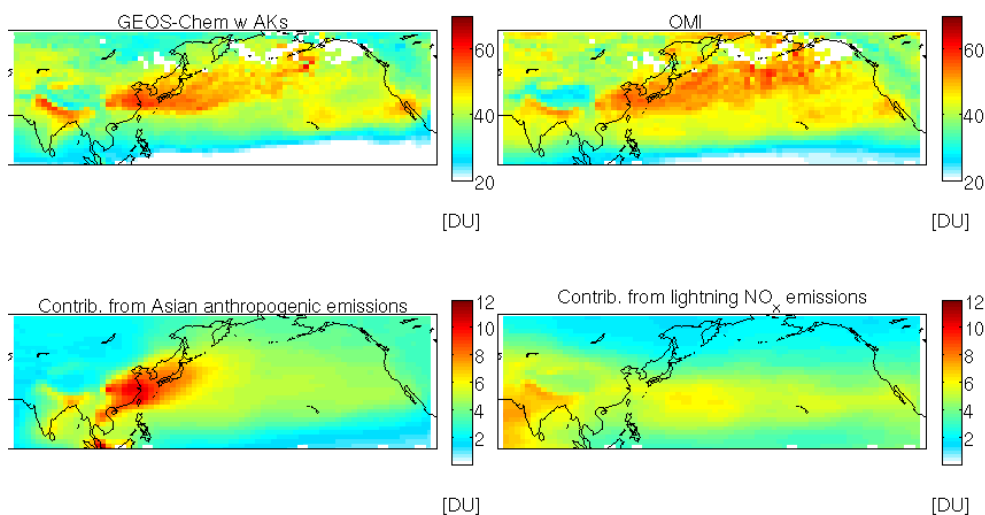 GEOS-Chem w AKs
OMI
60
40
20
[DU]
60
40
20
[DU]
Contrib. from Asian anthropogenic emissions
Contrib. from lightning NOx emissions
12
10
8
6
4
2
[DU]
12
10
8
6
4
2
[DU]